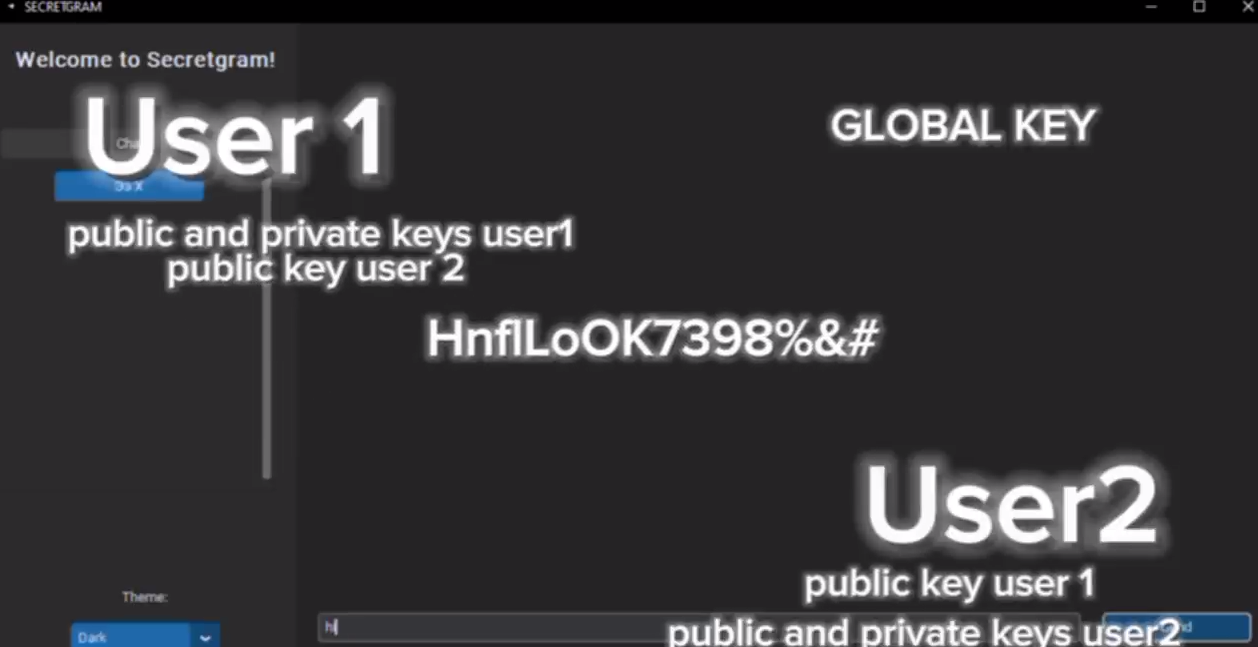 SECRETGRAM
Welcome to Secretgram!
User 1
GLOBAL KEY
public and private keys user1
public key user 2
HnflLoOK7398%&#
User2
public key user 1
Theme:
Dark
public and private keys user2